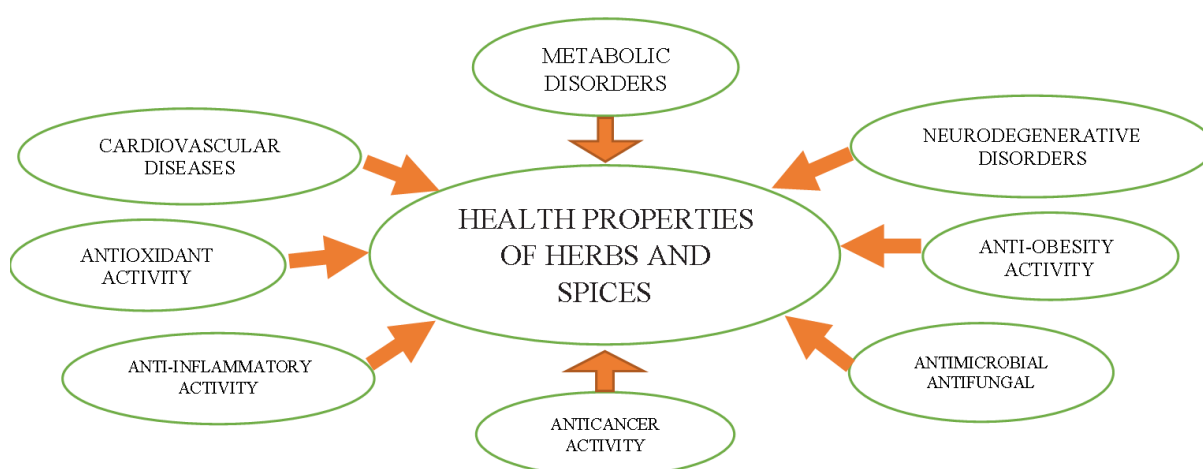 METABOLIC
DISORDERS
CARDIOVASCULAR
DISEASES
NEURODEGENERATIVE
DISORDERS
HEALTH PROPERTIES
OF HERBS AND
SPICES
ANTIOXIDANT
ACTIVITY
ANTI-OBESITY
ACTIVITY
ANTI-INFLAMMATORY
ACTIVITY
ANTIMICROBIAL
ANTIFUNGAL
ANTICANCER
ACTIVITY